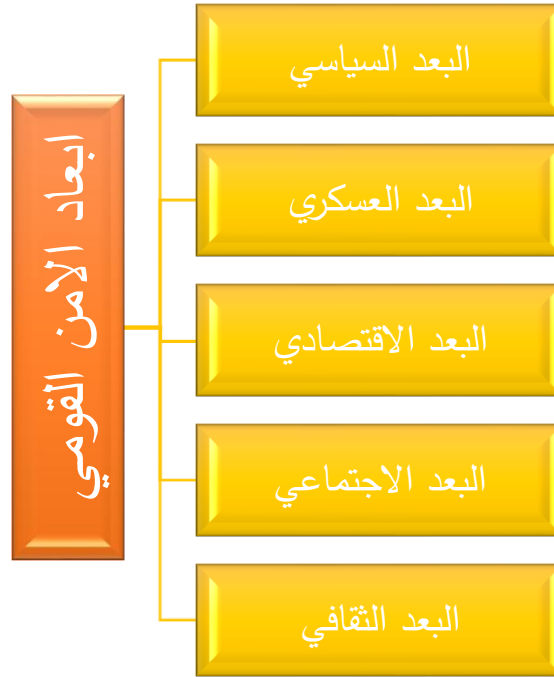 ابعاد الامن القومي
البعد السياسي
البعد العسكري
البعد الاقتصادي
البعد الاجتماعي
البعد الثقافي